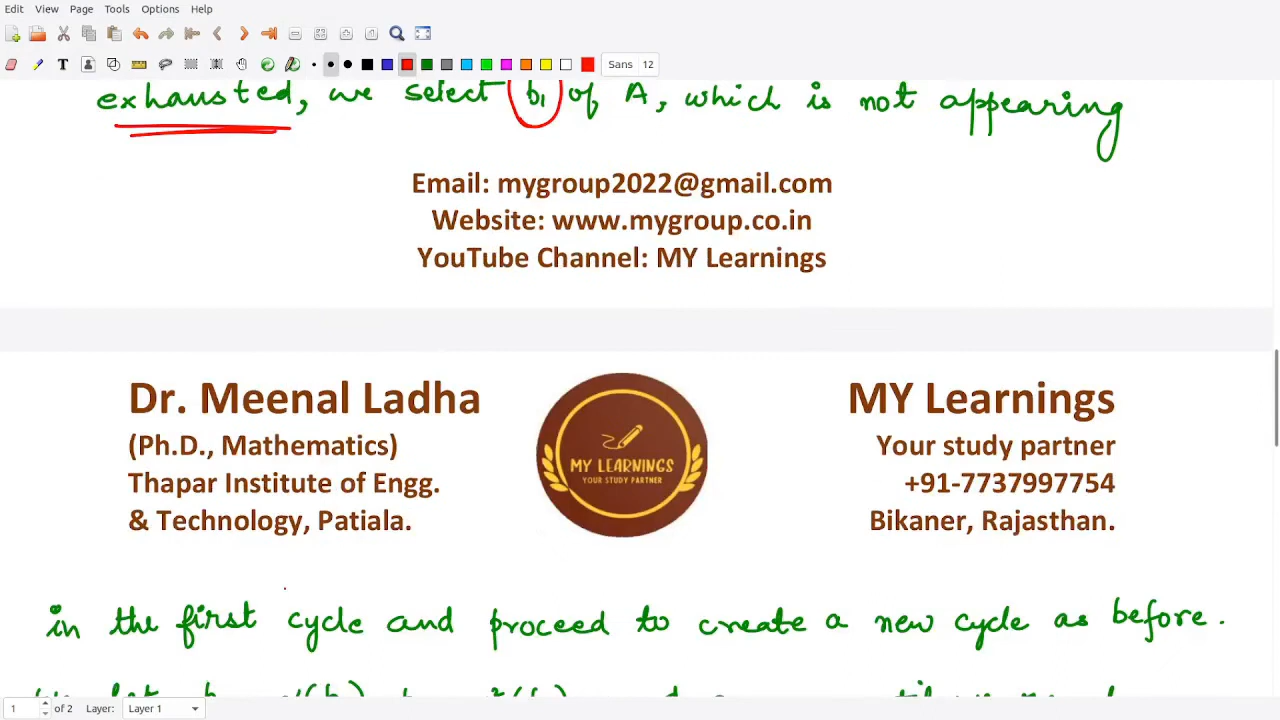 Edit View Page Tools Options Help
T Sans 12
exhausted, we select b₁ of A, which is not appearing
Email: mygroup2022@gmail.com
Website: www.mygroup.co.in
YouTube Channel: MY Learnings
Dr. Meenal Ladha
(Ph.D., Mathematics)
Thapar Institute of Engg.
& Technology, Patiala.
MY LEARNINGS
YOUR STUDY PARTNER
MY Learnings
Your study partner
+91-7737997754
Bikaner, Rajasthan.
in the first cycle and proceed to create a new cycle as before.
1 of 2 Layer: Layer 1